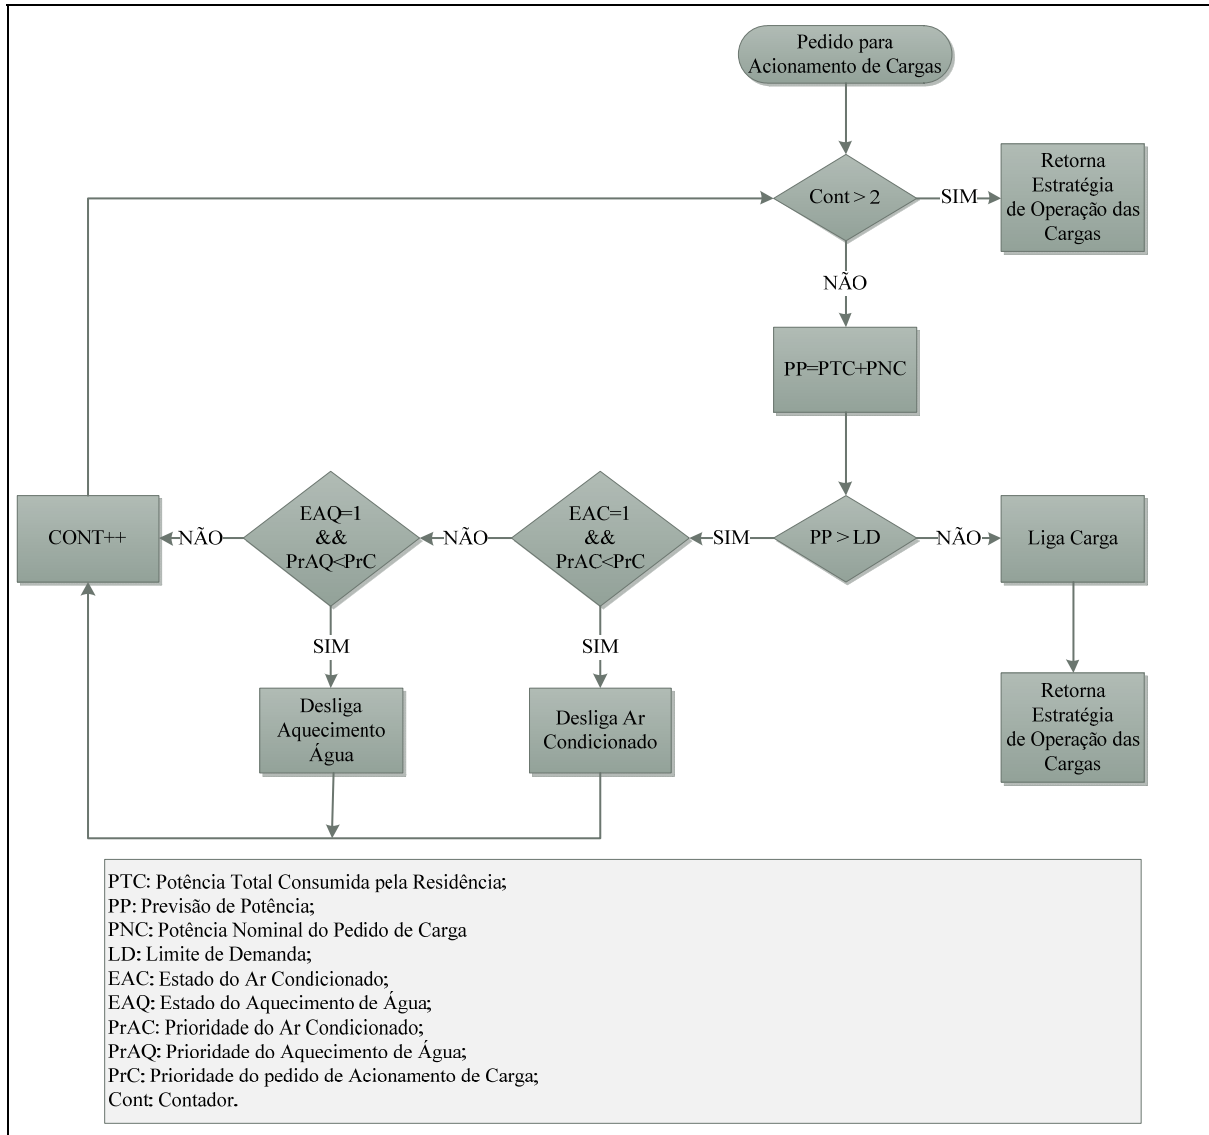 Pedido para
Acionamento de Cargas
Cont > 2
SIM
Retorna
Estratégia
de Operação das
Cargas
NÃO
PP=PTC+PNC
CONT++
NÃO
EAQ=1
&&
PrAQ<PrC
NÃO
EAC=1
&&
PrAC<PrC
SIM
PP > LD
NÃO
Liga Carga
SIM
SIM
Desliga
Aquecimento
Água
Desliga Ar
Condicionado
Retorna
Estratégia
de Operação das
Cargas
PTC: Potência Total Consumida pela Residência;
PP: Previsão de Potência;
PNC: Potência Nominal do Pedido de Carga
LD: Limite de Demanda;
EAC: Estado do Ar Condicionado;
EAQ: Estado do Aquecimento de Água;
PrAC: Prioridade do Ar Condicionado;
PrAQ: Prioridade do Aquecimento de Água;
PrC: Prioridade do pedido de Acionamento de Carga;
Cont: Contador.